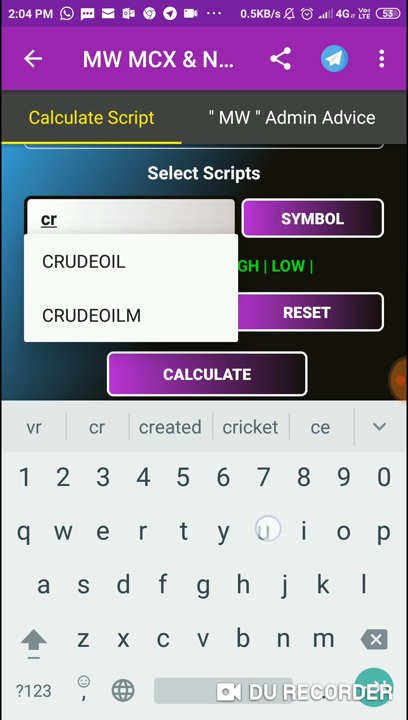 2:04 PM ... 0.5KB/s 4G VoLTE 53
MW MCX & N...
Calculate Script " MW " Admin Advice
Select Scripts
cr SYMBOL
CRUDEOIL
GH | LOW |
CRUDEOILM RESET
CALCULATE
vr cr created cricket ce
1 2 3 4 5 6 7 8 9 0
q w e r t y u i o p
a s d f g h j k l
z x c v b n m
?123 , .
DU RECORDER